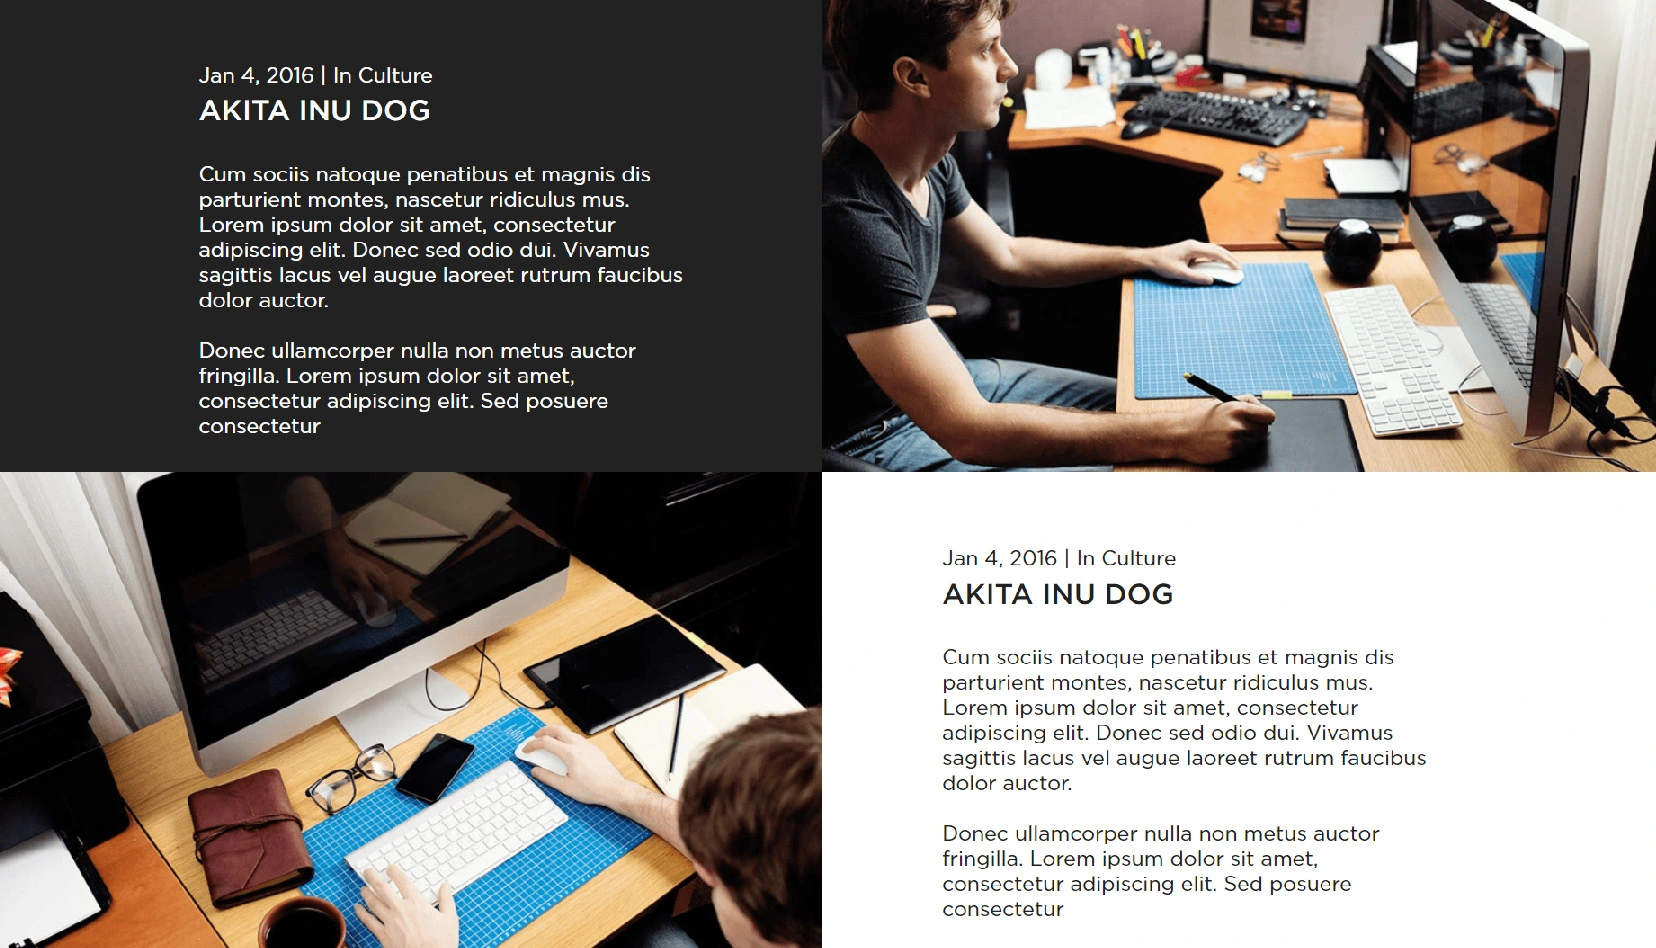 Jan 4, 2016 | In Culture
AKITA INU DOG
Cum sociis natoque penatibus et magnis dis
parturient montes, nascetur ridiculus mus.
Lorem ipsum dolor sit amet, consectetur
adipiscing elit. Donec sed odio dui. Vivamus
sagittis lacus vel augue laoreet rutrum faucibus
dolor auctor.
Donec ullamcorper nulla non metus auctor
fringilla. Lorem ipsum dolor sit amet,
consectetur adipiscing elit. Sed posuere
consectetur
Jan 4, 2016 | In Culture
AKITA INU DOG
Cum sociis natoque penatibus et magnis dis
parturient montes, nascetur ridiculus mus.
Lorem ipsum dolor sit amet, consectetur
adipiscing elit. Donec sed odio dui. Vivamus
sagittis lacus vel augue laoreet rutrum faucibus
dolor auctor.
Donec ullamcorper nulla non metus auctor
fringilla. Lorem ipsum dolor sit amet,
consectetur adipiscing elit. Sed posuere
consectetur